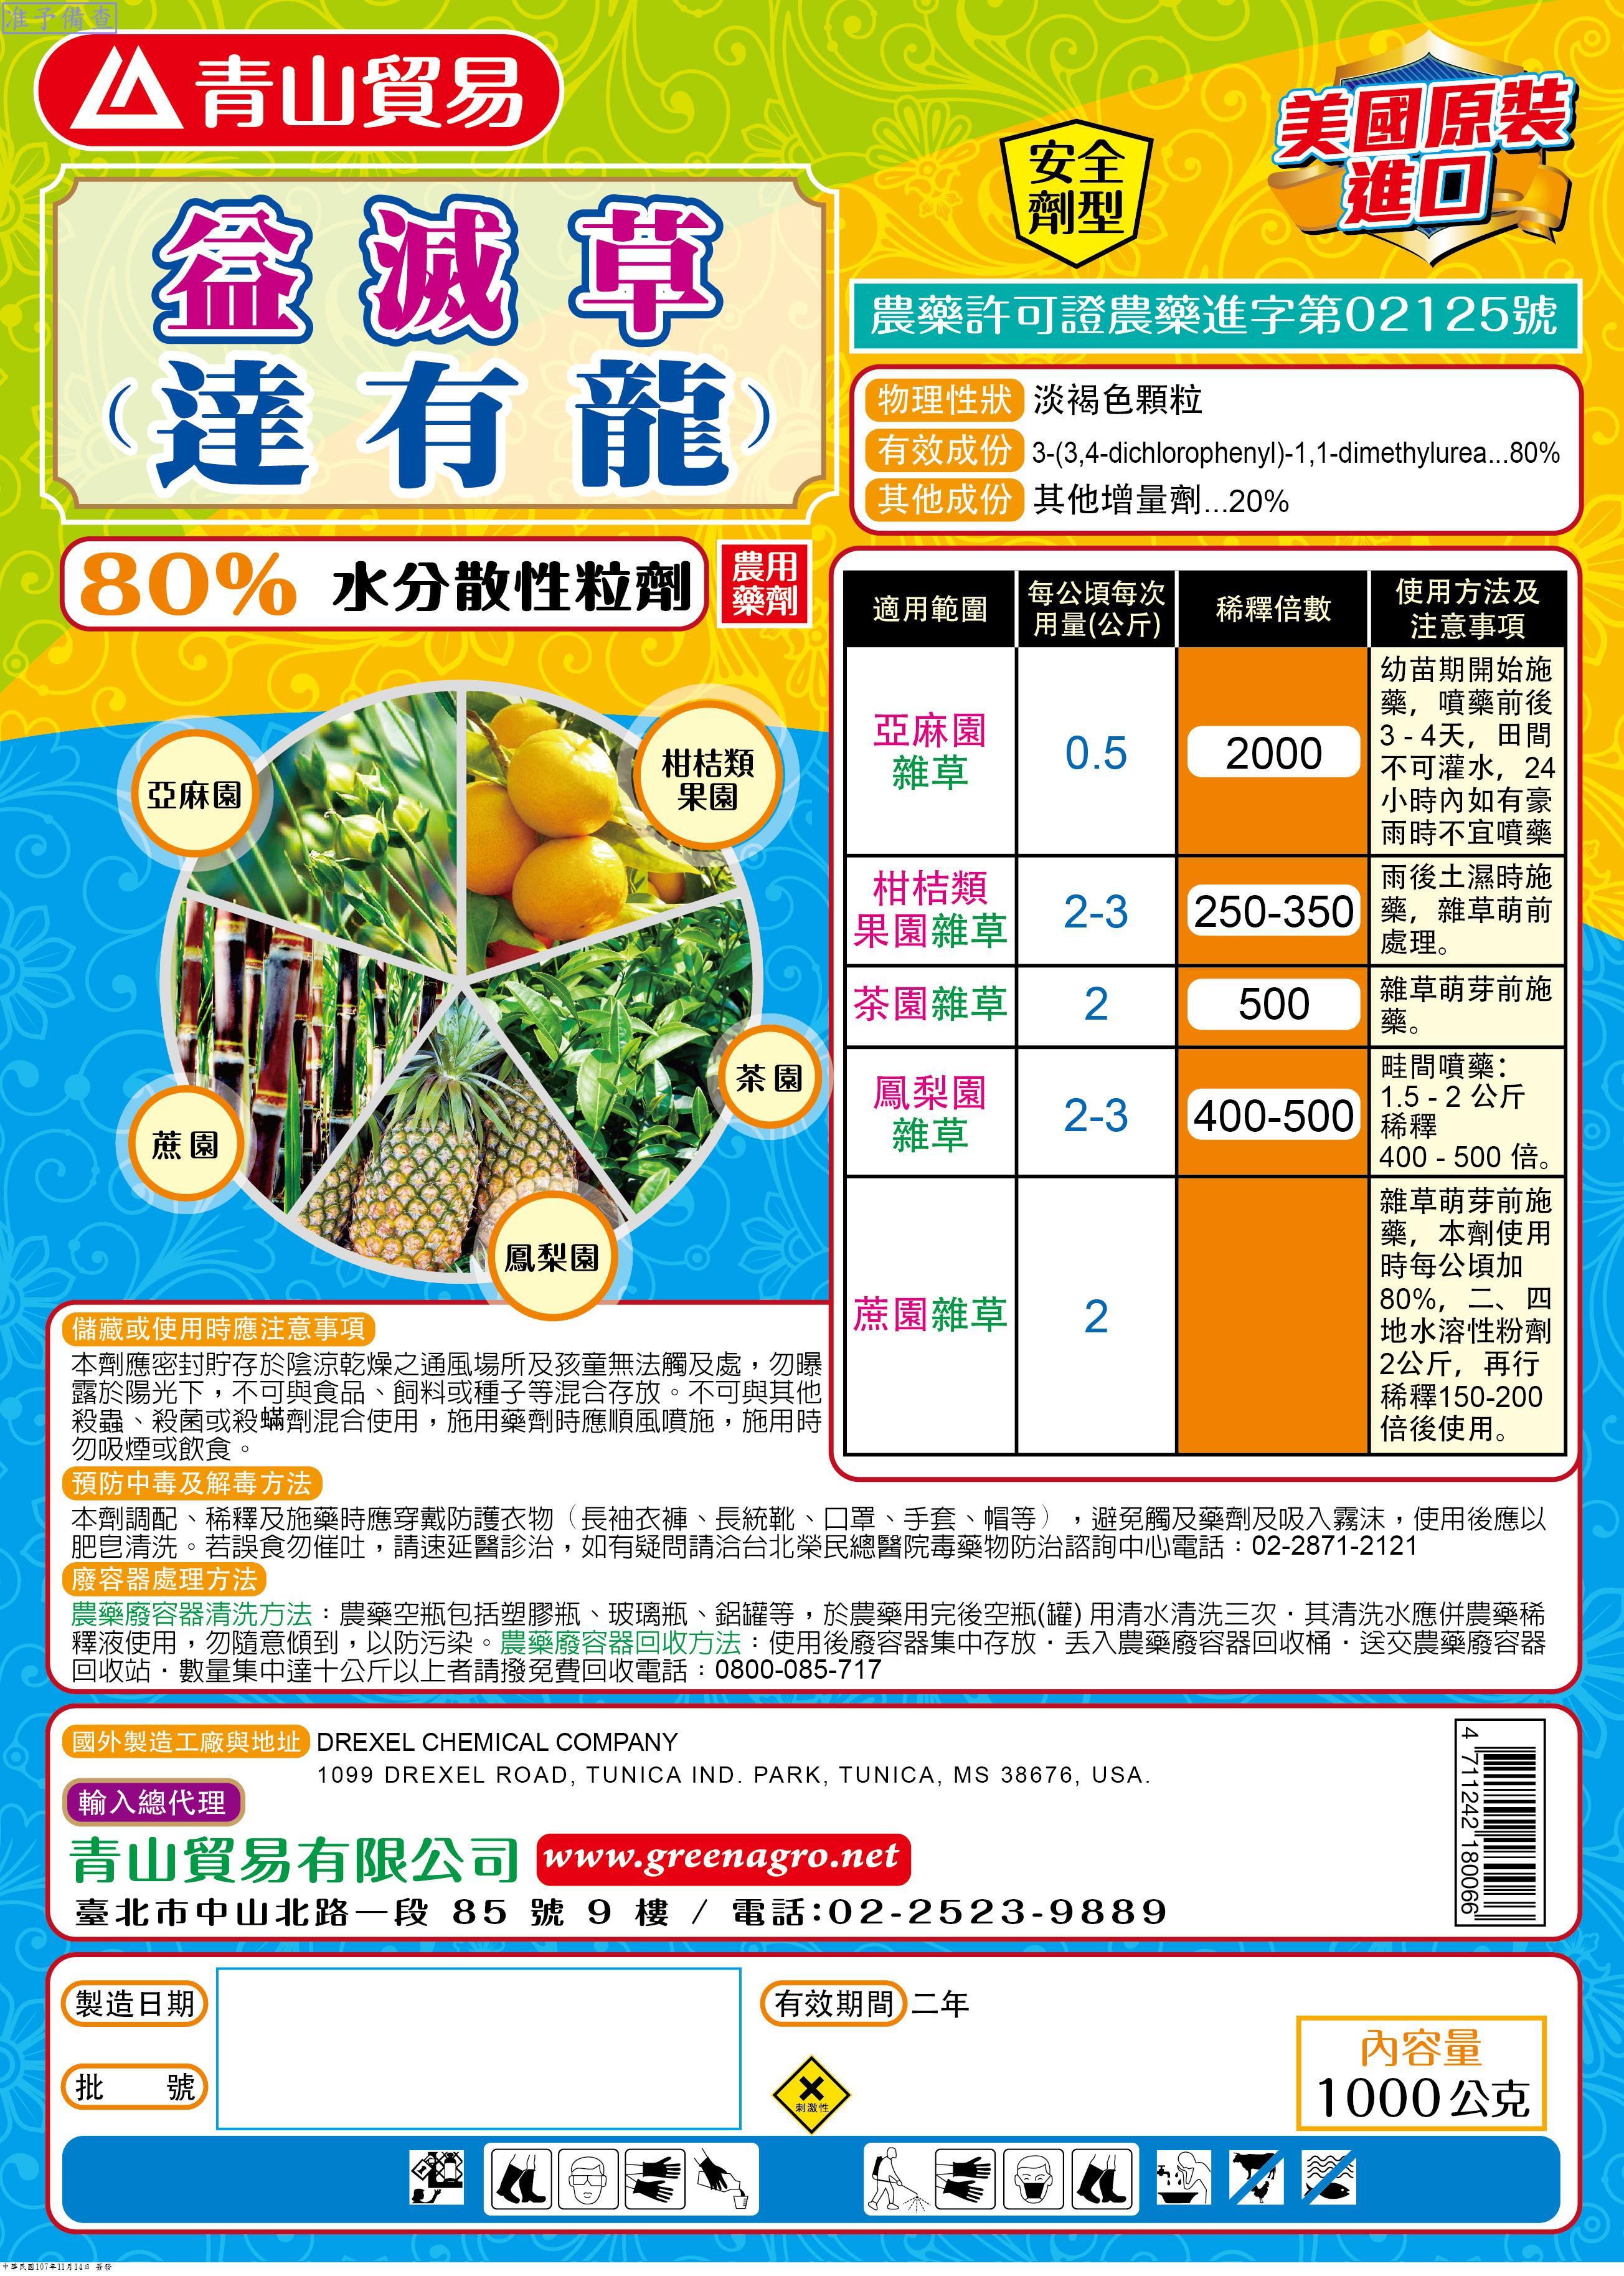 准予備查
青山貿易
安全
劑型
美國原裝
進口
益滅草
(達有龍)
農藥許可證農藥進字第02125號
物理性狀 淡褐色顆粒
有效成份 3-(3,4-dichlorophenyl)-1,1-dimethylurea...80%
其他成份 其他增量劑...20%
80% 水分散性粒劑
農用
藥劑
亞麻園
柑桔類
果園
茶園
鳳梨園
蔗園
適用範圍
每公頃每次
用量(公斤)
稀釋倍數
使用方法及
注意事項
亞麻園
雜草
0.5
2000
幼苗期開始施
藥，噴藥前後
3-4天，田間
不可灌水，24
小時內如有豪
雨時不宜噴藥
柑桔類
果園雜草
2-3
250-350
雨後土濕時施
藥，雜草萌前
處理。
茶園雜草
2
500
雜草萌芽前施
藥。
鳳梨園
雜草
2-3
400-500
畦間噴藥：
1.5-2公斤
稀釋
400-500 倍。
蔗園雜草
2
雜草萌芽前施
藥，本劑使用
時每公頃加
80%，二、四
地水溶性粉劑
2公斤，再行
稀釋150-200
倍後使用。
儲藏或使用時應注意事項
本劑應密封貯存於陰涼乾燥之通風場所及孩童無法觸及處，勿曝
露於陽光下，不可與食品、飼料或種子等混合存放。不可與其他
殺蟲、殺菌或殺蟎劑混合使用，施用藥劑時應順風噴施，施用時
勿吸煙或飲食。
預防中毒及解毒方法
本劑調配、稀釋及施藥時應穿戴防護衣物（長袖衣褲、長統靴、口罩、手套、帽等），避免觸及藥劑及吸入霧沫，使用後應以
肥皂清洗。若誤食勿催吐，請速延醫診治，如有疑問請洽台北榮民總醫院毒藥物防治諮詢中心電話：02-2871-2121
廢容器處理方法
農藥廢容器清洗方法：農藥空瓶包括塑膠瓶、玻璃瓶、鋁罐等，於農藥用完後空瓶(罐)用清水清洗三次．其清洗水應併農藥稀
釋液使用，勿隨意傾到，以防污染。農藥廢容器回收方法：使用後廢容器集中存放．丟入農藥廢容器回收桶．送交農藥廢容器
回收站．數量集中達十公斤以上者請撥免費回收電話：0800-085-717
國外製造工廠與地址 DREXEL CHEMICAL COMPANY
1099 DREXEL ROAD, TUNICA IND. PARK, TUNICA, MS 38676, USA.
輸入總代理
青山貿易有限公司 www.greenagro.net
臺北市中山北路一段 85 號 9 樓 / 電話:02-2523-9889
4 711242 180066
製造日期
批 號
有效期間 二年
刺激性
內容量
1000公克
中華民國107年11月14日 簽發